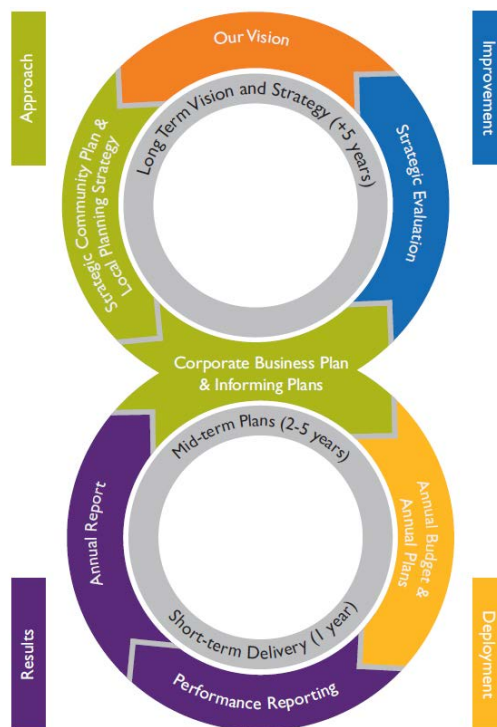 Approach
Improvement
Our Vision
Long Term Vision and Strategy (+5 years)
Strategic Community Plan &
Local Planning Strategy
Strategic Evaluation
Corporate Business Plan
& Informing Plans
Mid-term Plans (2-5 years)
Annual Report
Annual Budget &
Annual Plans
Short-term Delivery (1 year)
Performance Reporting
Results
Deployment